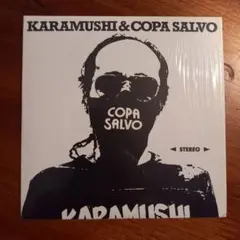 KARAMUSHI & COPA SALVO
COPA
SALVO
◄ STEREO ►
KARAMUSHI